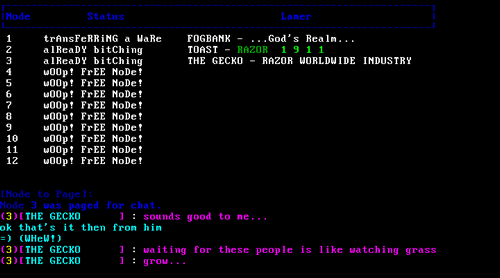 Node Status Lamer
1 trAnsFeRRiNG a WaRe FOGBANK - ...God's Realm...
2 alReaDY bitChing TOAST - RAZOR 1 9 1 1
3 alReaDY bitChing THE GECKO - RAZOR WORLDWIDE INDUSTRY
4 wOOp! FrEE NoDe!
5 wOOp! FrEE NoDe!
6 wOOp! FrEE NoDe!
7 wOOp! FrEE NoDe!
8 wOOp! FrEE NoDe!
9 wOOp! FrEE NoDe!
10 wOOp! FrEE NoDe!
11 wOOp! FrEE NoDe!
12 wOOp! FrEE NoDe!
[Node to Page]:
Node 3 was paged for chat.
(3)[THE GECKO ] : sounds good to me...
ok that's it then from him
=) (WHeW!)
(3)[THE GECKO ] : waiting for these people is like watching grass
(3)[THE GECKO ] : grow...